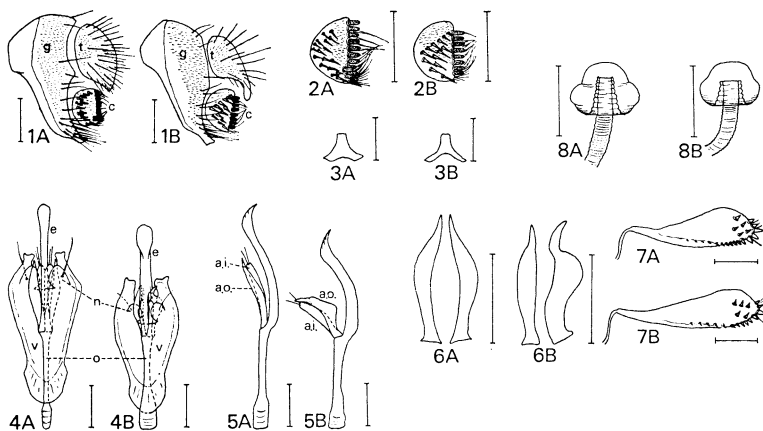 g t g t
c c
1A 1B
2A 2B
3A 3B
8A 8B
e e
n
v v
o
4A 4B
a.i.
a.o.
a.o.
a.i.
5A 5B
6A 6B
7A
7B